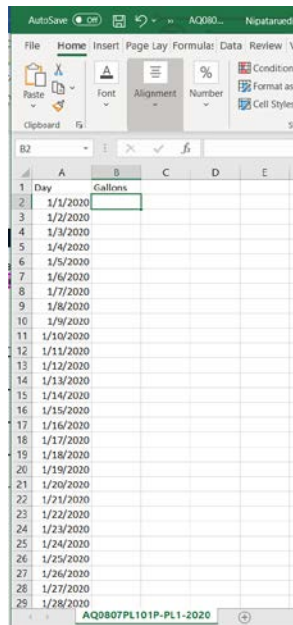 AutoSave Off AQ080... Nipataruedi
File Home Insert Page Lay Formula: Data Review V
Paste Font Alignment Number Condition
Format as
Cell Styles
Clipboard
B2 fx
A B C D E
1 Day Gallons
2 1/1/2020
3 1/2/2020
4 1/3/2020
5 1/4/2020
6 1/5/2020
7 1/6/2020
8 1/7/2020
9 1/8/2020
10 1/9/2020
11 1/10/2020
12 1/11/2020
13 1/12/2020
14 1/13/2020
15 1/14/2020
16 1/15/2020
17 1/16/2020
18 1/17/2020
19 1/18/2020
20 1/19/2020
21 1/20/2020
22 1/21/2020
23 1/22/2020
24 1/23/2020
25 1/24/2020
26 1/25/2020
27 1/26/2020
28 1/27/2020
29 1/28/2020
AQ0807PL101P-PL1-2020